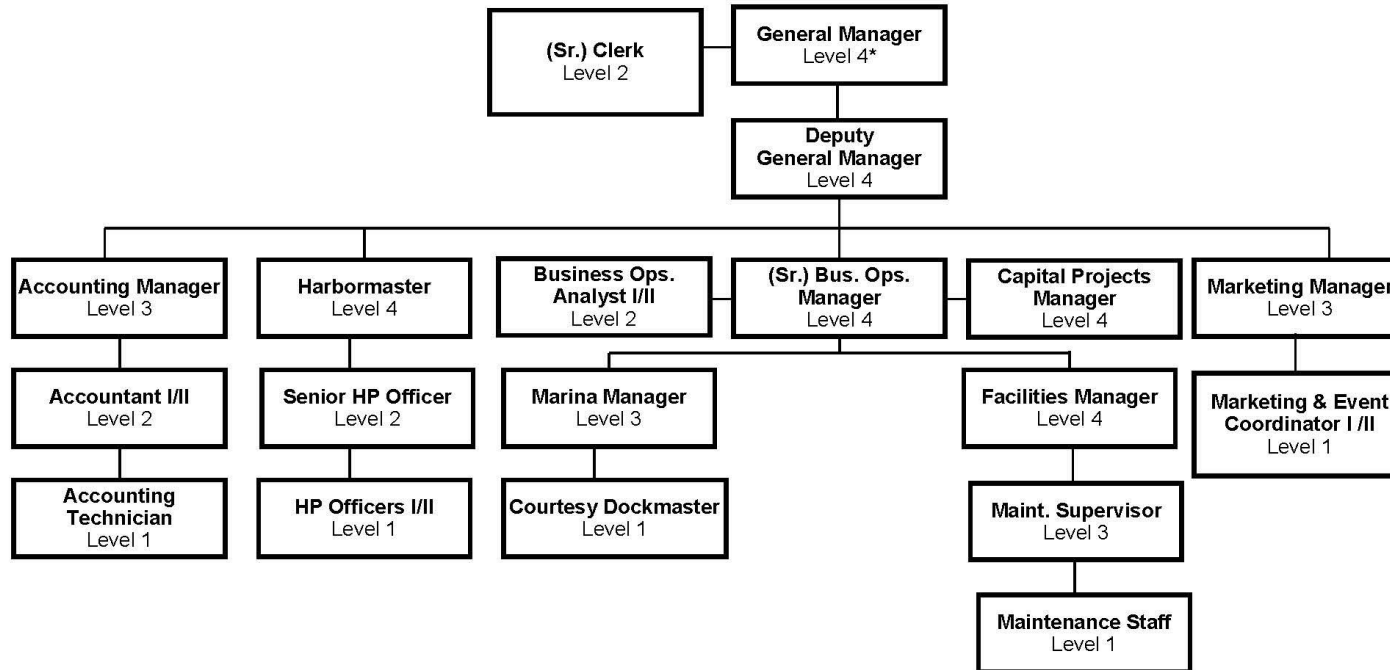 (Sr.) Clerk
Level 2
General Manager
Level 4*
Deputy
General Manager
Level 4
Accounting Manager
Level 3
Harbormaster
Level 4
Business Ops.
Analyst I/II
Level 2
(Sr.) Bus. Ops.
Manager
Level 4
Capital Projects
Manager
Level 4
Marketing Manager
Level 3
Accountant I/II
Level 2
Senior HP Officer
Level 2
Marina Manager
Level 3
Facilities Manager
Level 4
Marketing & Event
Coordinator I /II
Level 1
Accounting
Technician
Level 1
HP Officers I/II
Level 1
Courtesy Dockmaster
Level 1
Maint. Supervisor
Level 3
Maintenance Staff
Level 1